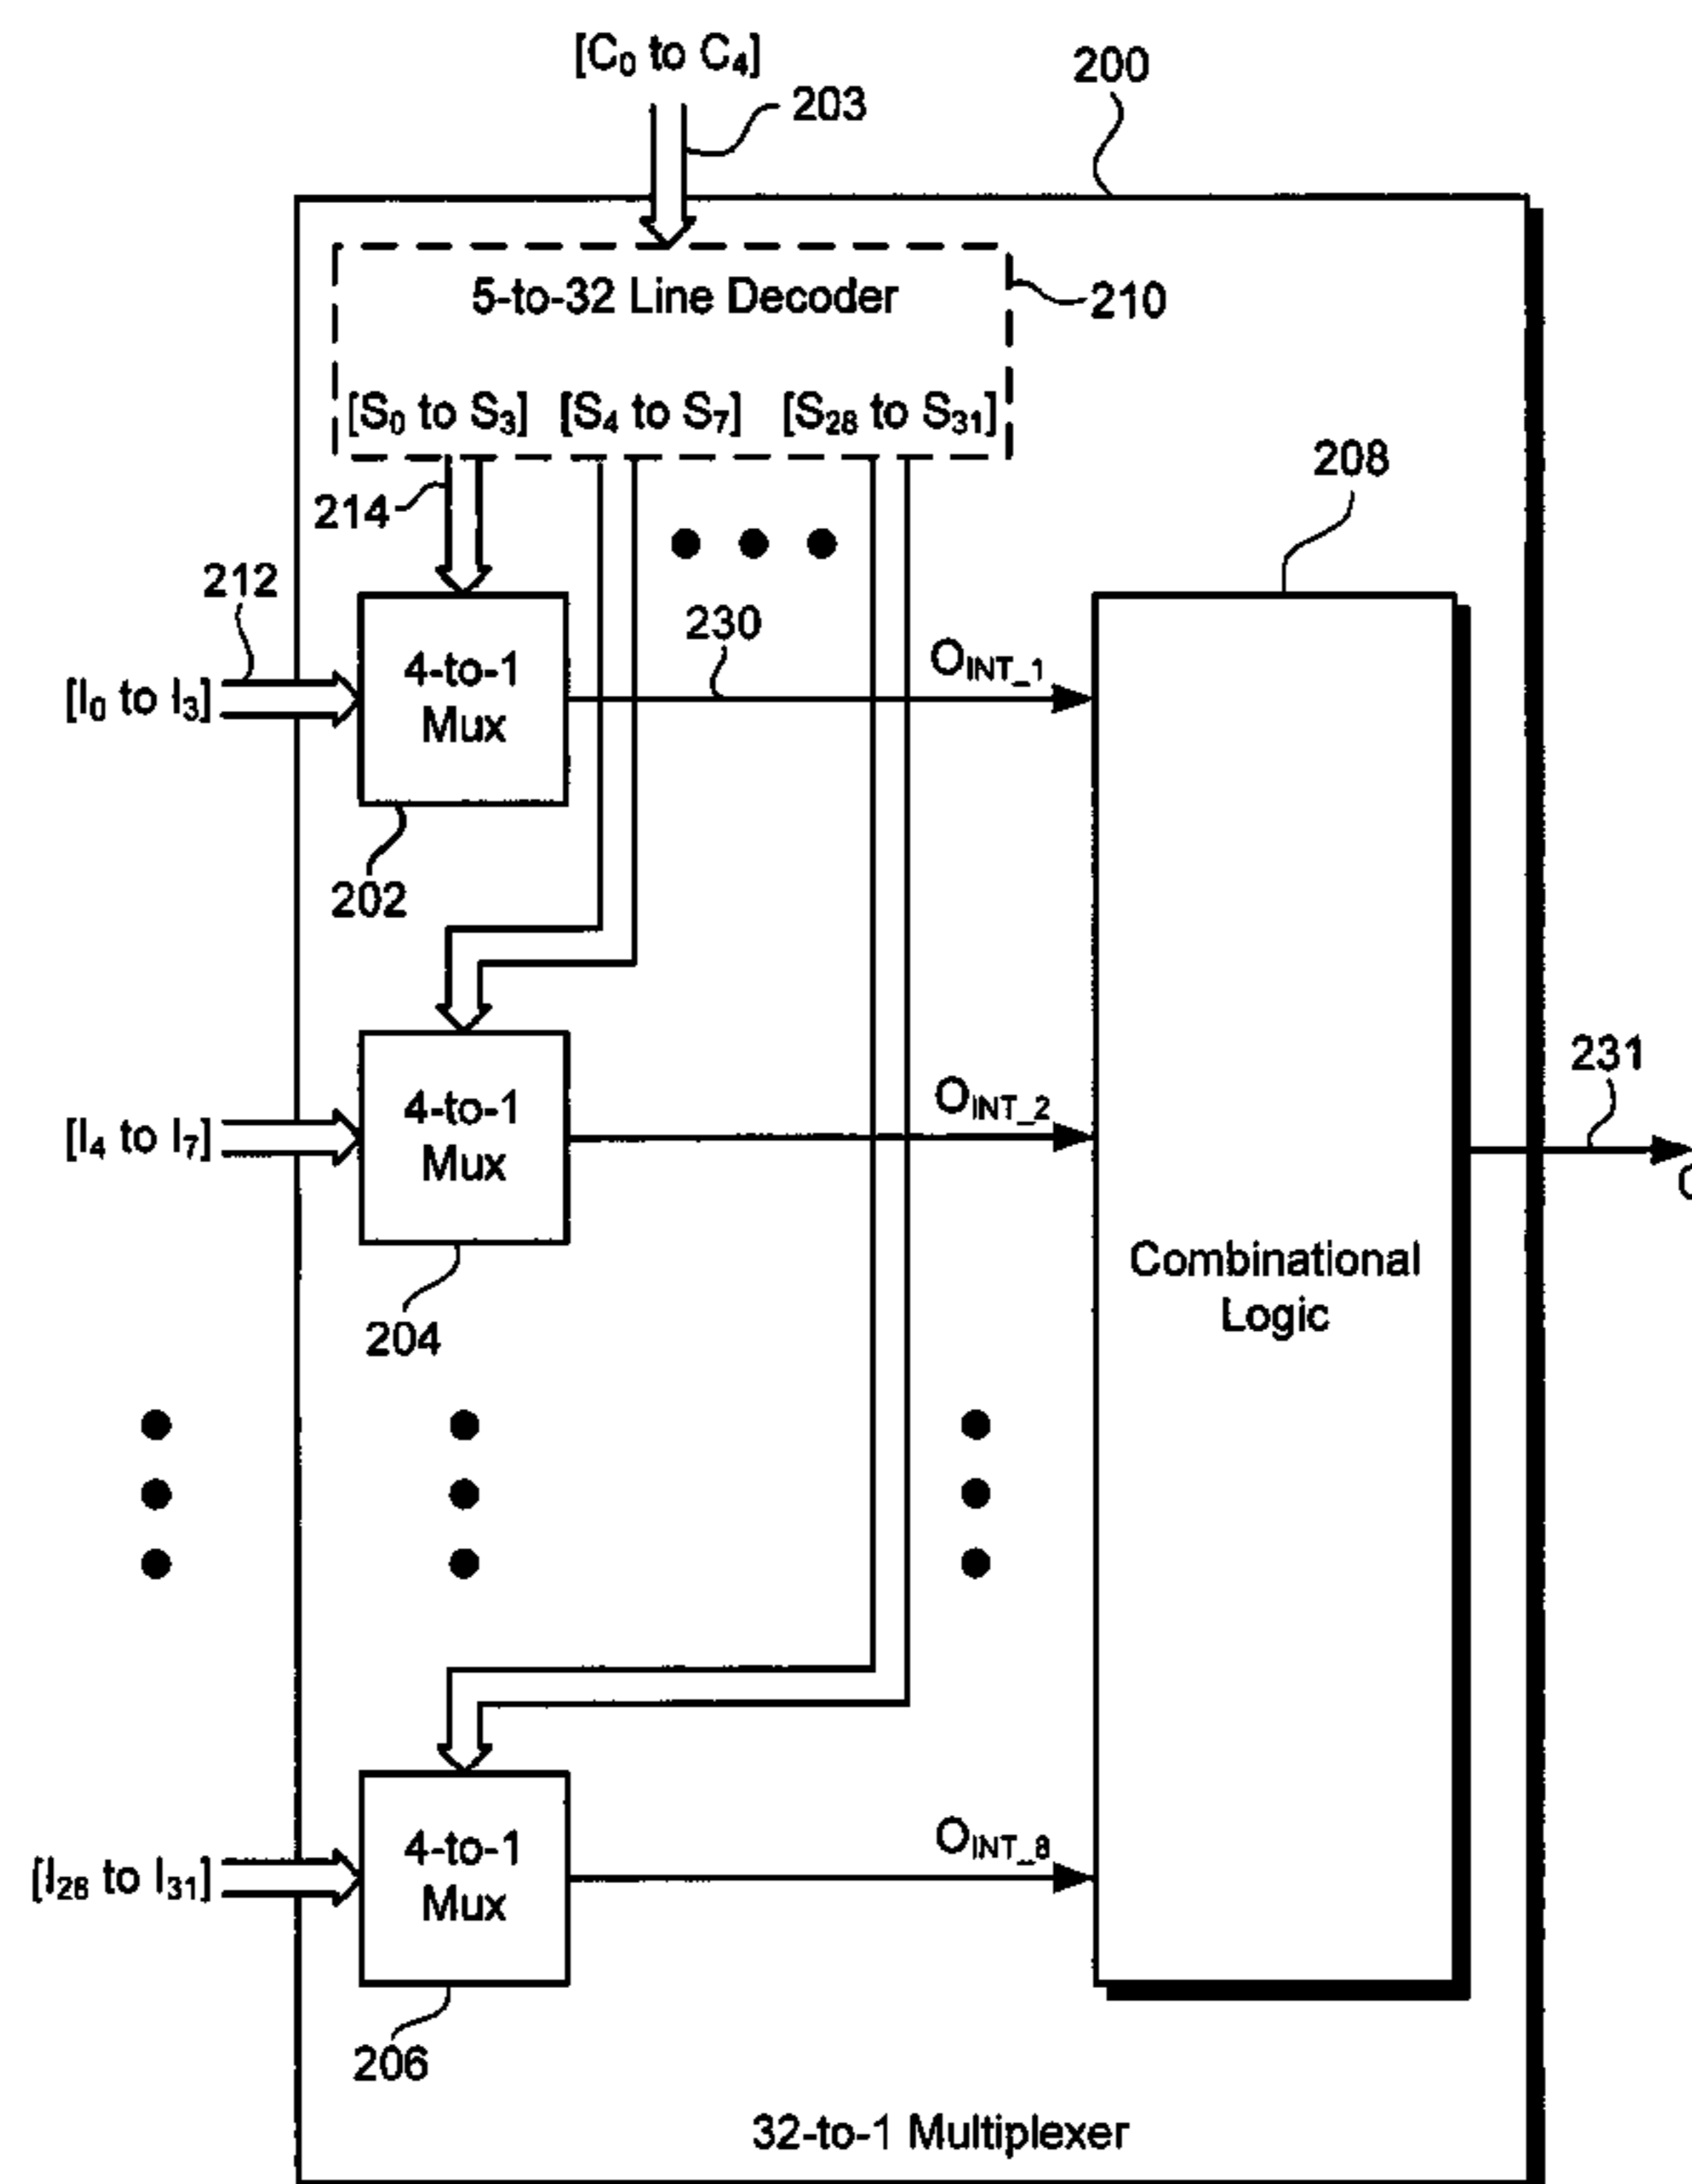 [C0 to C4]
200
203
5-to-32 Line Decoder
210
[S0 to S3] [S4 to S7] [S28 to S31]
208
214
212
230
OINT_1
4-to-1
Mux
[I0 to I3]
202
231
OINT_2
4-to-1
Mux
[I4 to I7]
O
Combinational
Logic
204
OINT_8
4-to-1
Mux
[I28 to I31]
206
32-to-1 Multiplexer